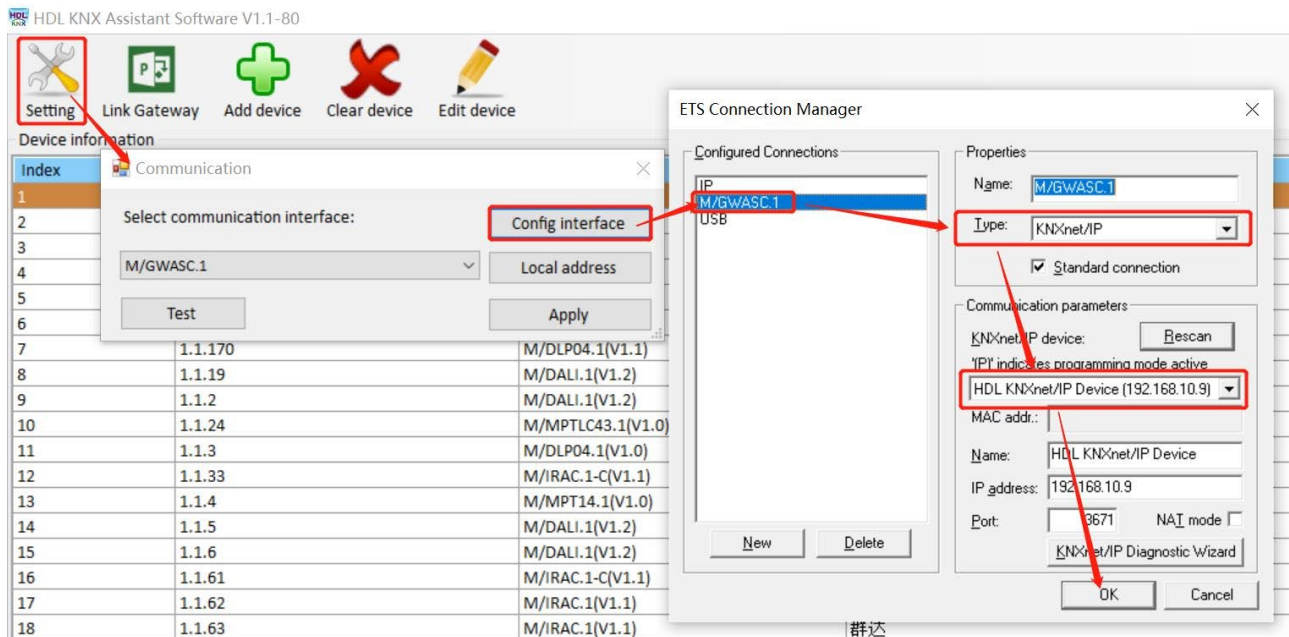 HDL KNX Assistant Software V1.1-80
Setting Link Gateway Add device Clear device Edit device
Device information
Index
1
2
3
4
5
6
7 1.1.170 M/DLP04.1(V1.1)
8 1.1.19 M/DALI.1(V1.2)
9 1.1.2 M/DALI.1(V1.2)
10 1.1.24 M/MPTLC43.1(V1.0)
11 1.1.3 M/DLP04.1(V1.0)
12 1.1.33 M/IRAC.1-C(V1.1)
13 1.1.4 M/MPT14.1(V1.0)
14 1.1.5 M/DALI.1(V1.2)
15 1.1.6 M/DALI.1(V1.2)
16 1.1.61 M/IRAC.1-C(V1.1)
17 1.1.62 M/IRAC.1(V1.1)
18 1.1.63 M/IRAC.1(V1.1) 群达
Communication
Select communication interface:
Config interface
M/GWASC.1
Local address
Test
Apply
ETS Connection Manager
Configured Connections
IP
M/GWASC.1
USB
New Delete
Properties
Name: M/GWASC.1
Type: KNXnet/IP
Standard connection
Communication parameters
KNXnet/IP device: Rescan
'(P)' indicates programming mode active
HDL KNXnet/IP Device (192.168.10.9)
MAC addr.:
Name: HDL KNXnet/IP Device
IP address: 192.168.10.9
Port: 3671 NAT mode
KNXnet/IP Diagnostic Wizard
OK Cancel